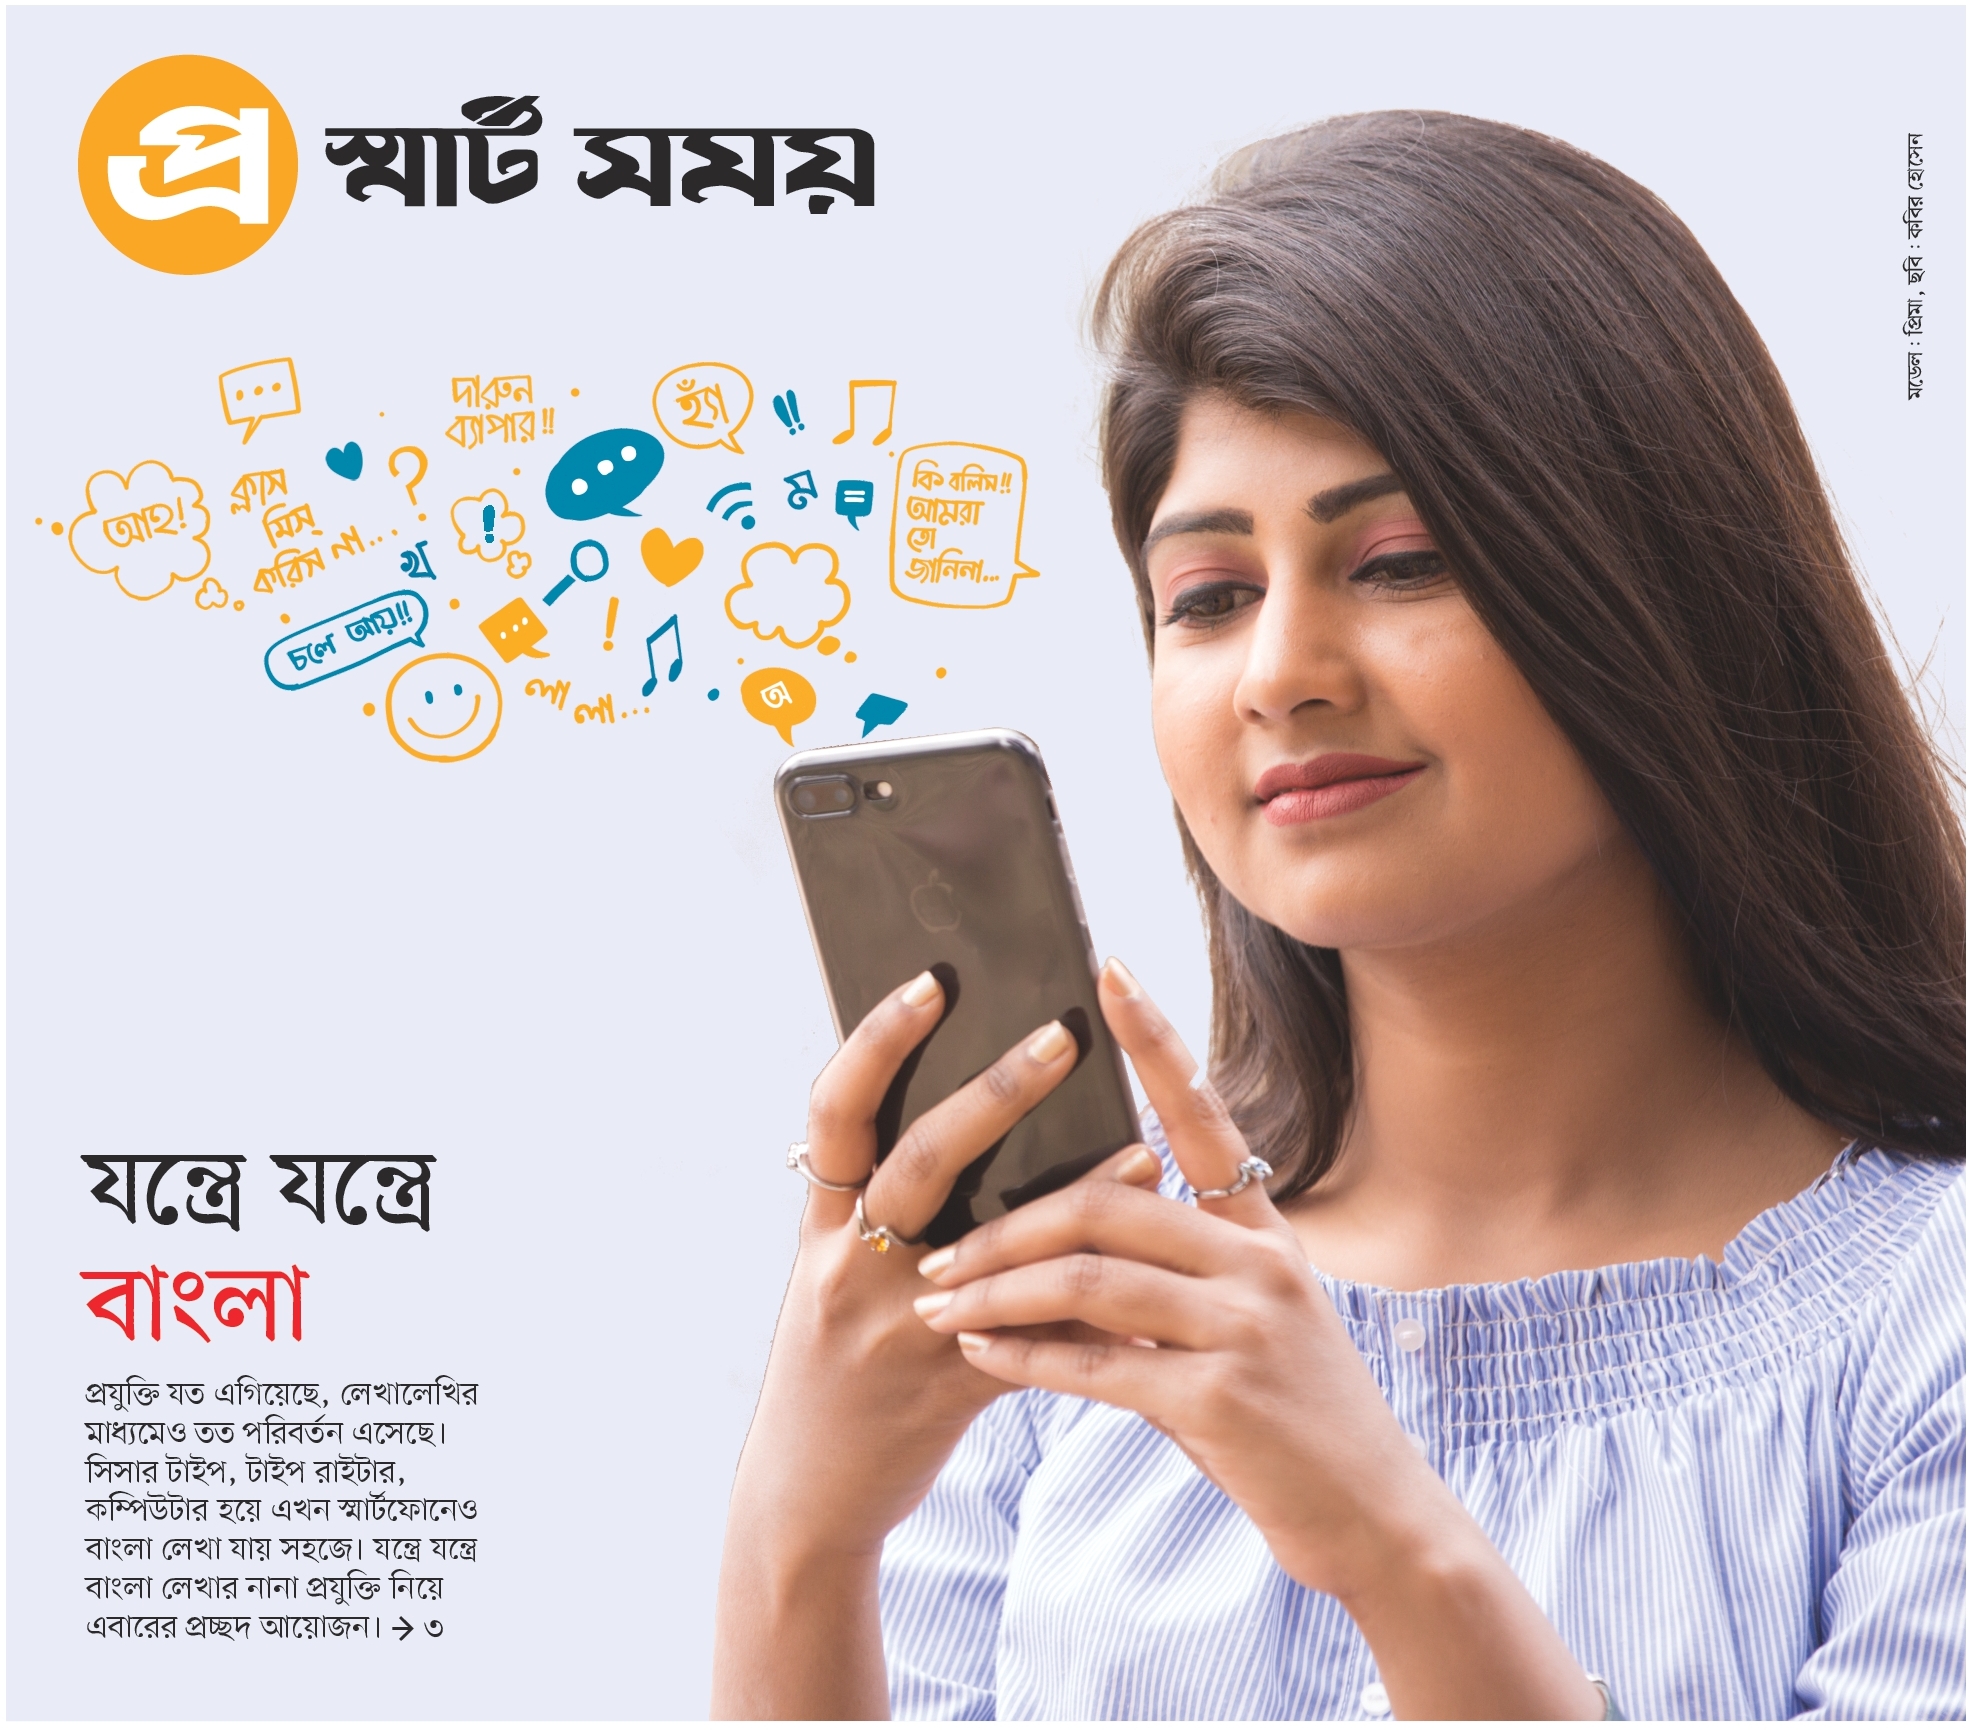 প্র স্মার্ট সময়
মডেল : প্রিমা, ছবি : কবির হোসেন
দারুন
ব্যাপার!!
হঁ্যা
!!
আহ!
ক্লাস
মিস্
করিস না...
?
!
ম
কি বলিস!!
আমরা
তো
জানিনা...
খ
চলে আয়!!
!
লা
লা...
অ
যন্ত্রে যন্ত্রে
বাংলা
প্রযুক্তি যত এগিয়েছে, লেখালেখির
মাধ্যমেও তত পরিবর্তন এসেছে।
সিসার টাইপ, টাইপ রাইটার,
কম্পিউটার হয়ে এখন স্মার্টফোনেও
বাংলা লেখা যায় সহজে। যন্ত্রে যন্ত্রে
বাংলা লেখার নানা প্রযুক্তি নিয়ে
এবারের প্রচ্ছদ আয়োজন। → ৩